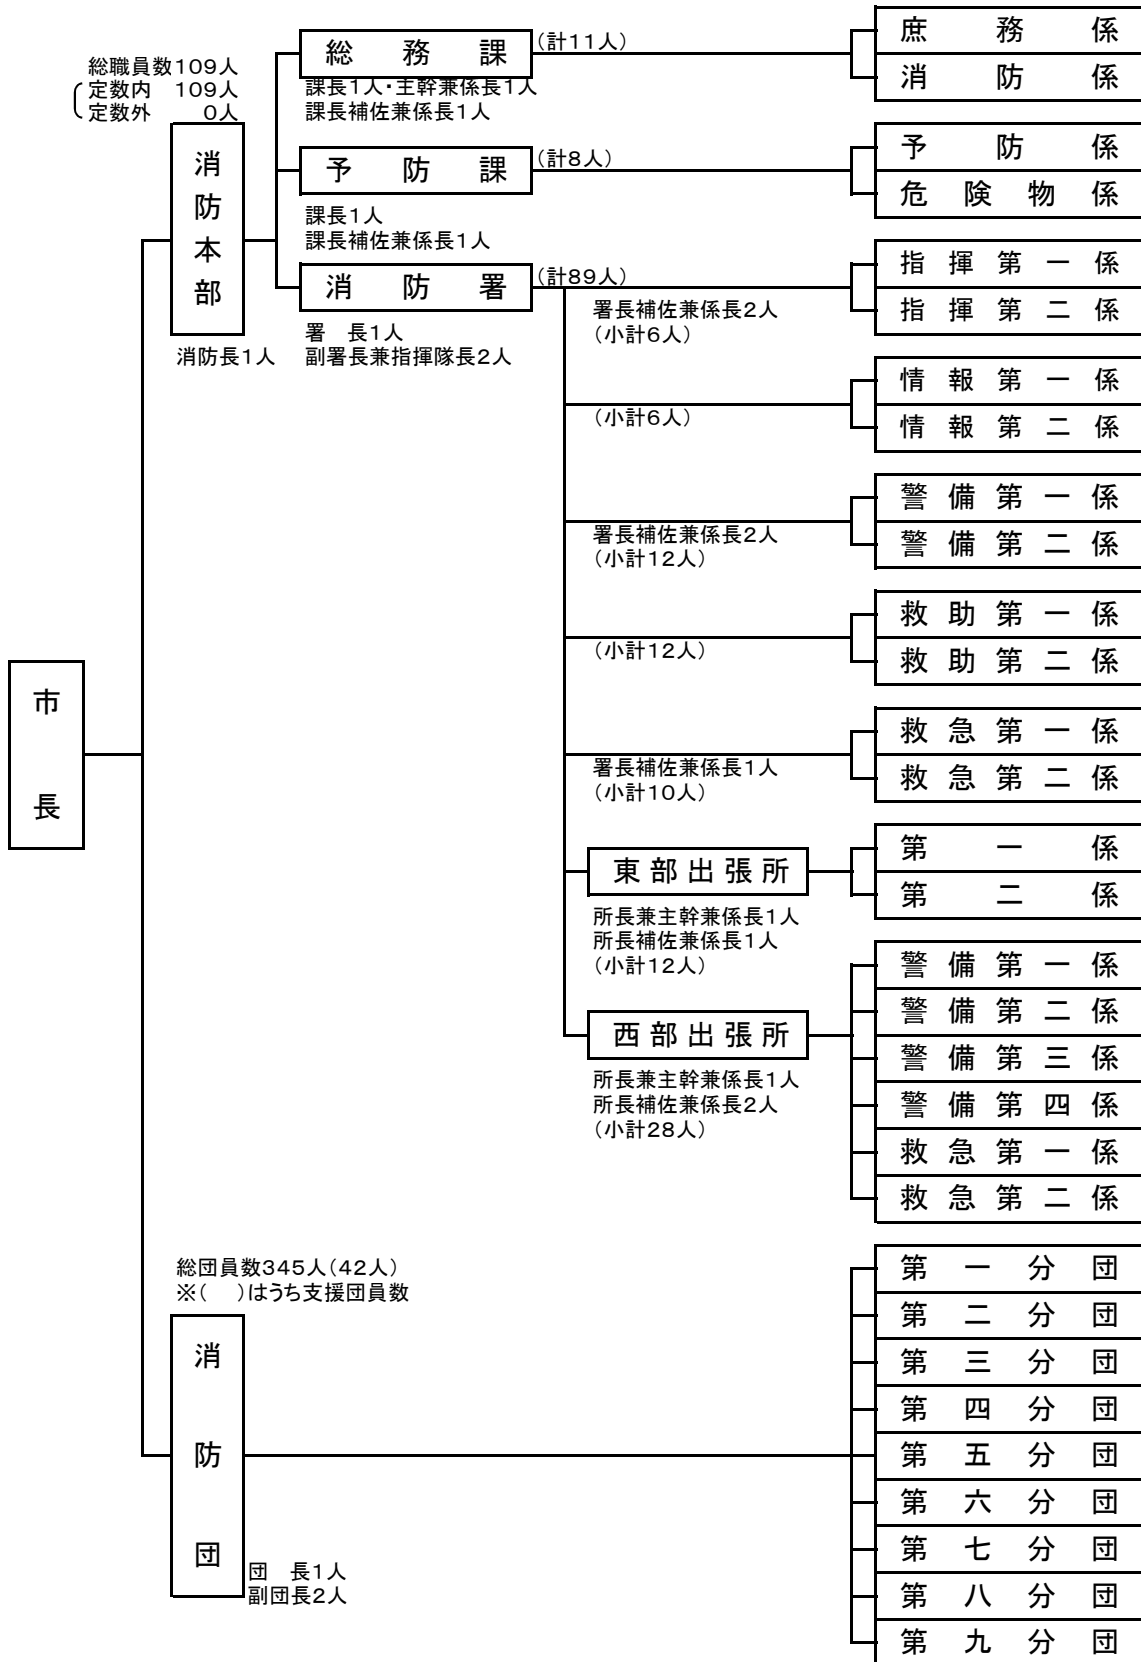 総職員数109人
定数内 109人
定数外 0人
消防本部
消防長1人
総務課
(計11人)
課長1人・主幹兼係長1人
課長補佐兼係長1人
庶務係
消防係
予防課
(計8人)
課長1人
課長補佐兼係長1人
予防係
危険物係
消防署
(計89人)
署 長1人
副署長兼指揮隊長2人
署長補佐兼係長2人
(小計6人)
指揮第一係
指揮第二係
(小計6人)
情報第一係
情報第二係
署長補佐兼係長2人
(小計12人)
警備第一係
警備第二係
(小計12人)
救助第一係
救助第二係
署長補佐兼係長1人
(小計10人)
救急第一係
救急第二係
市長
東部出張所
所長兼主幹兼係長1人
所長補佐兼係長1人
(小計12人)
第一係
第二係
西部出張所
所長兼主幹兼係長1人
所長補佐兼係長2人
(小計28人)
警備第一係
警備第二係
警備第三係
警備第四係
救急第一係
救急第二係
総団員数345人(42人)
※( )はうち支援団員数
消防団
団 長1人
副団長2人
第一分団
第二分団
第三分団
第四分団
第五分団
第六分団
第七分団
第八分団
第九分団